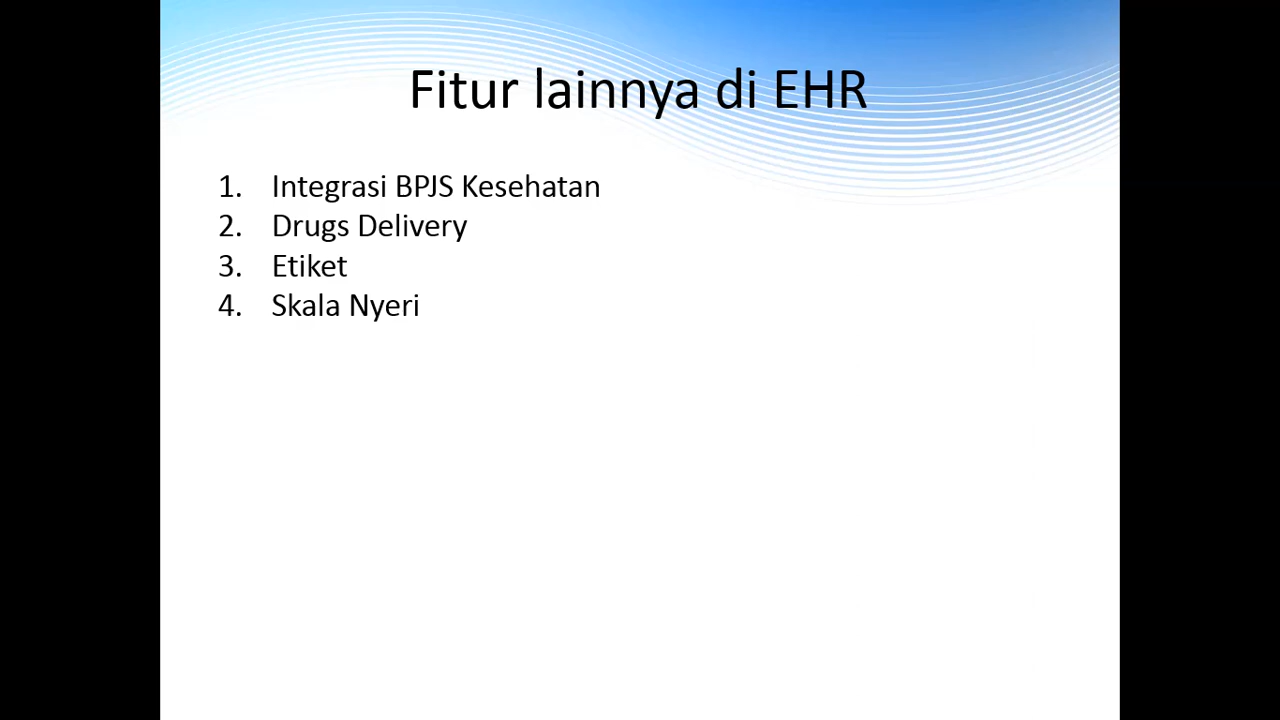 Fitur lainnya di EHR
1. Integrasi BPJS Kesehatan
2. Drugs Delivery
3. Etiket
4. Skala Nyeri